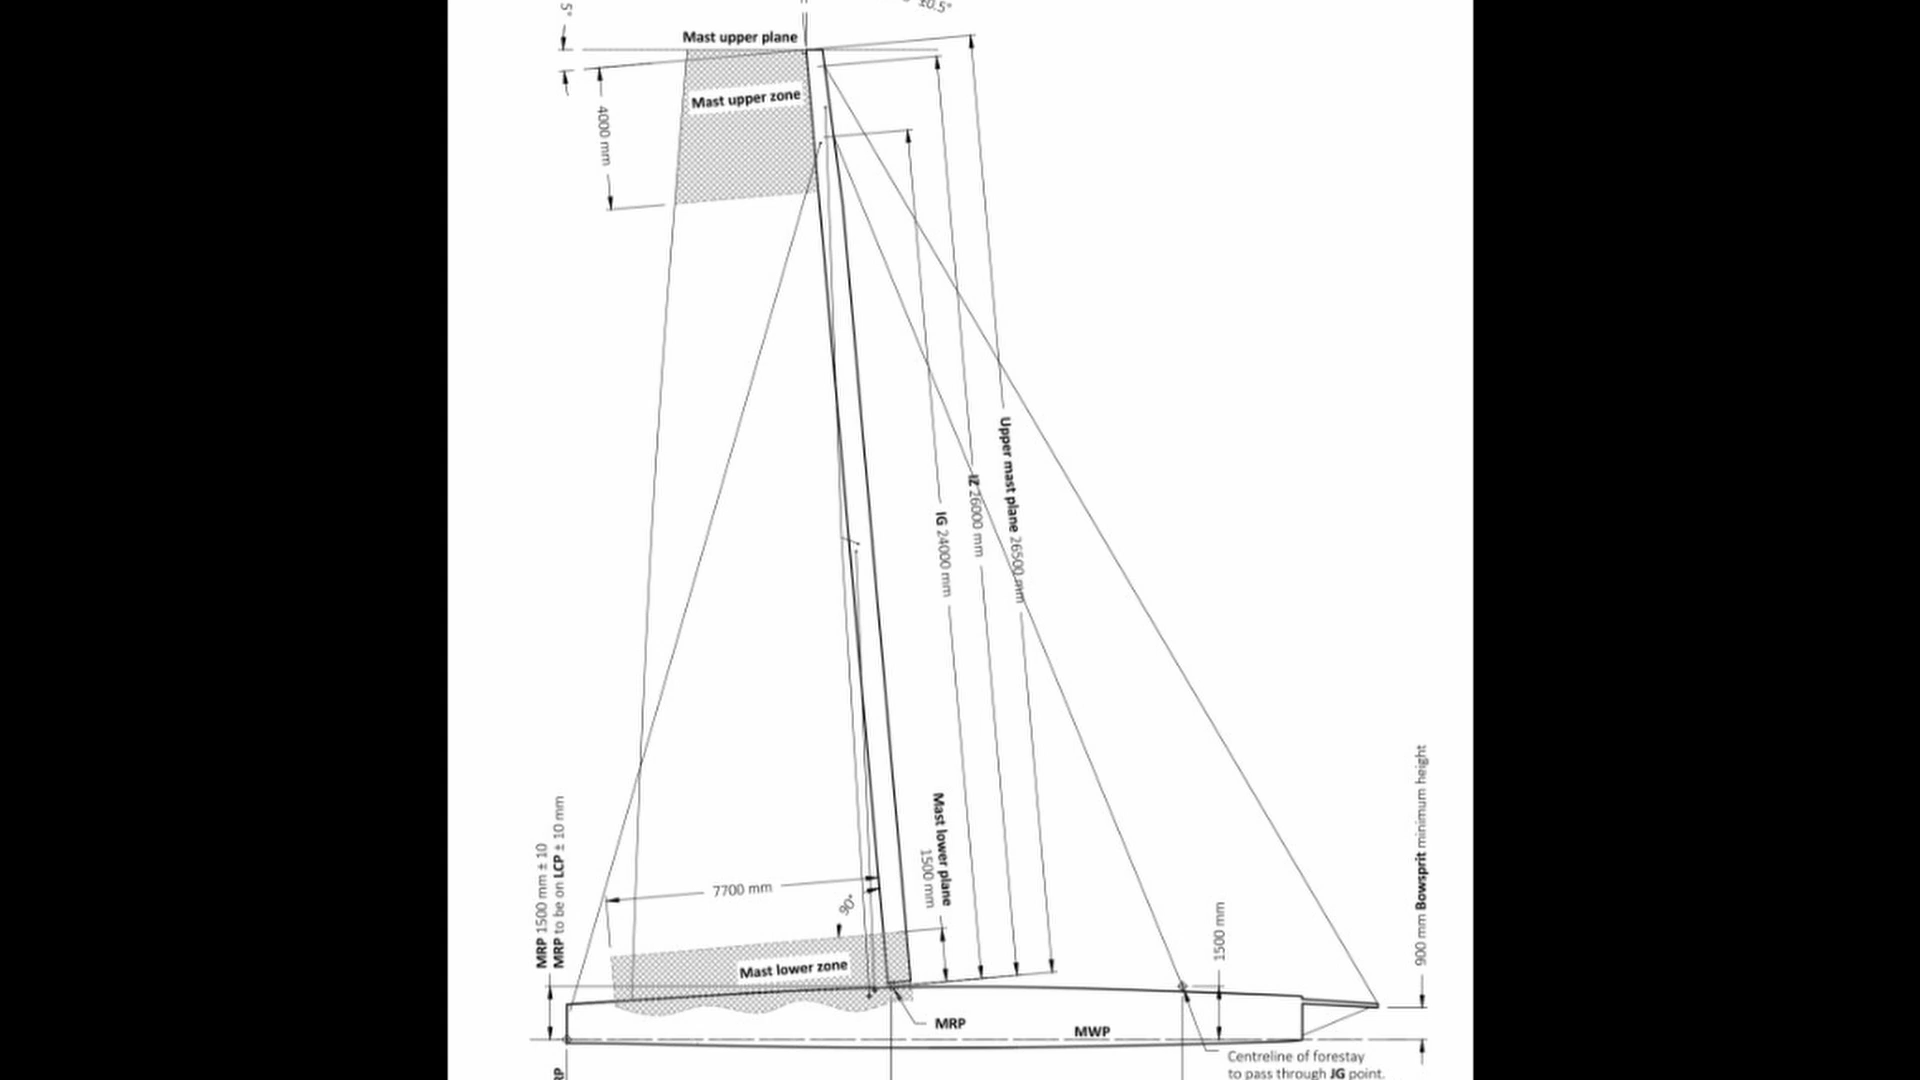 5°
±0.5°
Mast upper plane
Mast upper zone
4000 mm
Upper mast plane 26500 mm
IZ 26000 mm
IG 24000 mm
Mast lower plane
1500 mm
7700 mm
90°
Mast lower zone
MRP 1500 mm ± 10
MRP to be on LCP ± 10 mm
1500 mm
900 mm Bowsprit minimum height
MRP
MWP
Centreline of forestay
to pass through JG point.